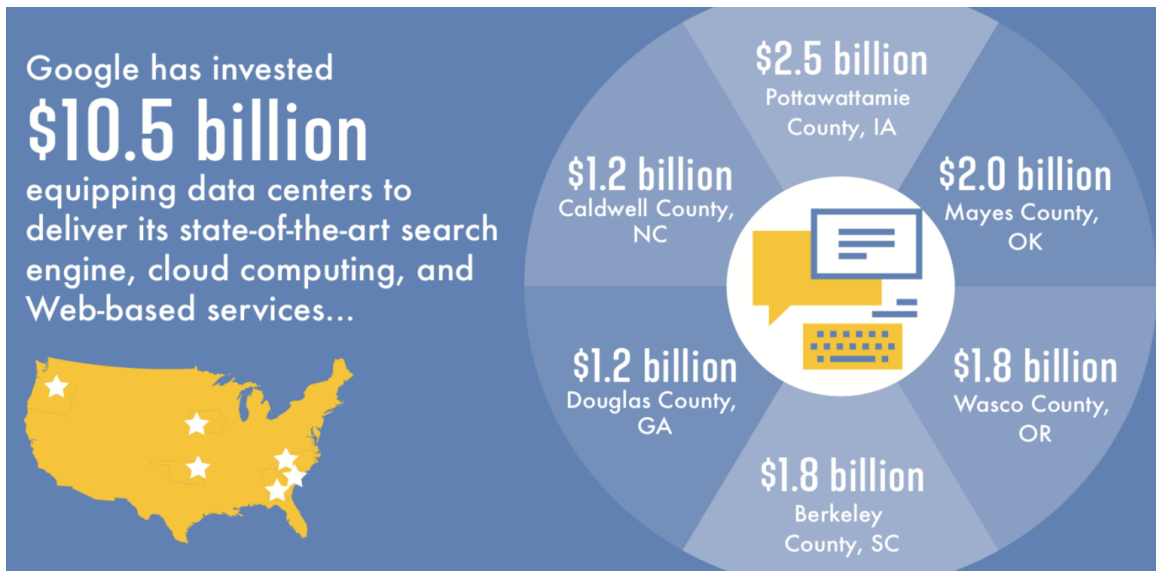 Google has invested
$10.5 billion
equipping data centers to
deliver its state-of-the-art search
engine, cloud computing, and
Web-based services...
$2.5 billion
Pottawattamie
County, IA
$2.0 billion
Mayes County,
OK
$1.8 billion
Wasco County,
OR
$1.8 billion
Berkeley
County, SC
$1.2 billion
Douglas County,
GA
$1.2 billion
Caldwell County,
NC